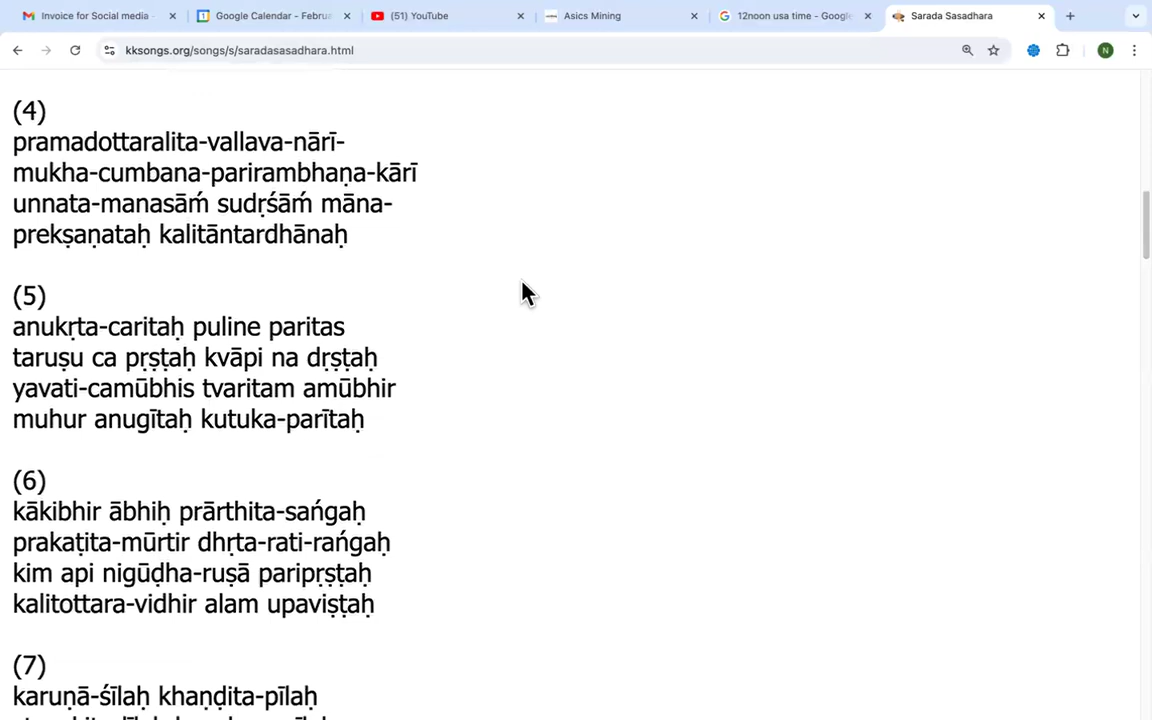 Invoice for Social media -
Google Calendar - Februa
(51) YouTube
Asics Mining
12noon usa time - Google
Sarada Sasadhara
kksongs.org/songs/s/saradasasadhara.html
N
(4)
pramadottaralita-vallava-nārī-
mukha-cumbana-parirambhaṇa-kārī
unnata-manasāḿ sudṛśāḿ māna-
prekṣaṇataḥ kalitāntardhānaḥ
(5)
anukṛta-caritaḥ puline paritas
taruṣu ca pṛṣṭaḥ kvāpi na dṛṣṭaḥ
yavati-camūbhis tvaritam amūbhir
muhur anugītaḥ kutuka-parītaḥ
(6)
kākibhir ābhiḥ prārthita-sańgaḥ
prakaṭita-mūrtir dhṛta-rati-rańgaḥ
kim api nigūḍha-ruṣā paripṛṣṭaḥ
kalitottara-vidhir alam upaviṣṭaḥ
(7)
karuṇā-śīlaḥ khaṇḍita-pīlaḥ